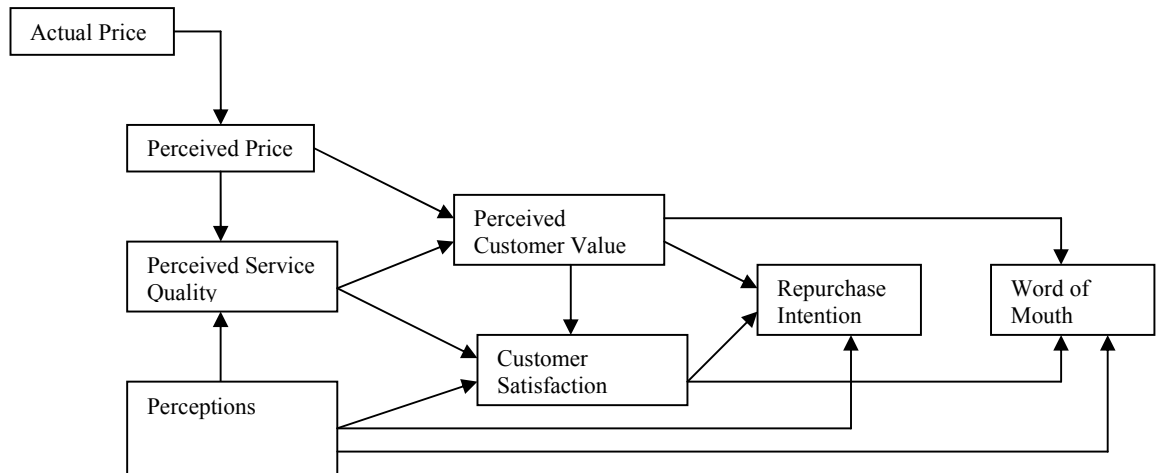 Actual Price
Perceived Price
Perceived
Customer Value
Perceived Service
Quality
Repurchase
Intention
Word of
Mouth
Customer
Satisfaction
Perceptions